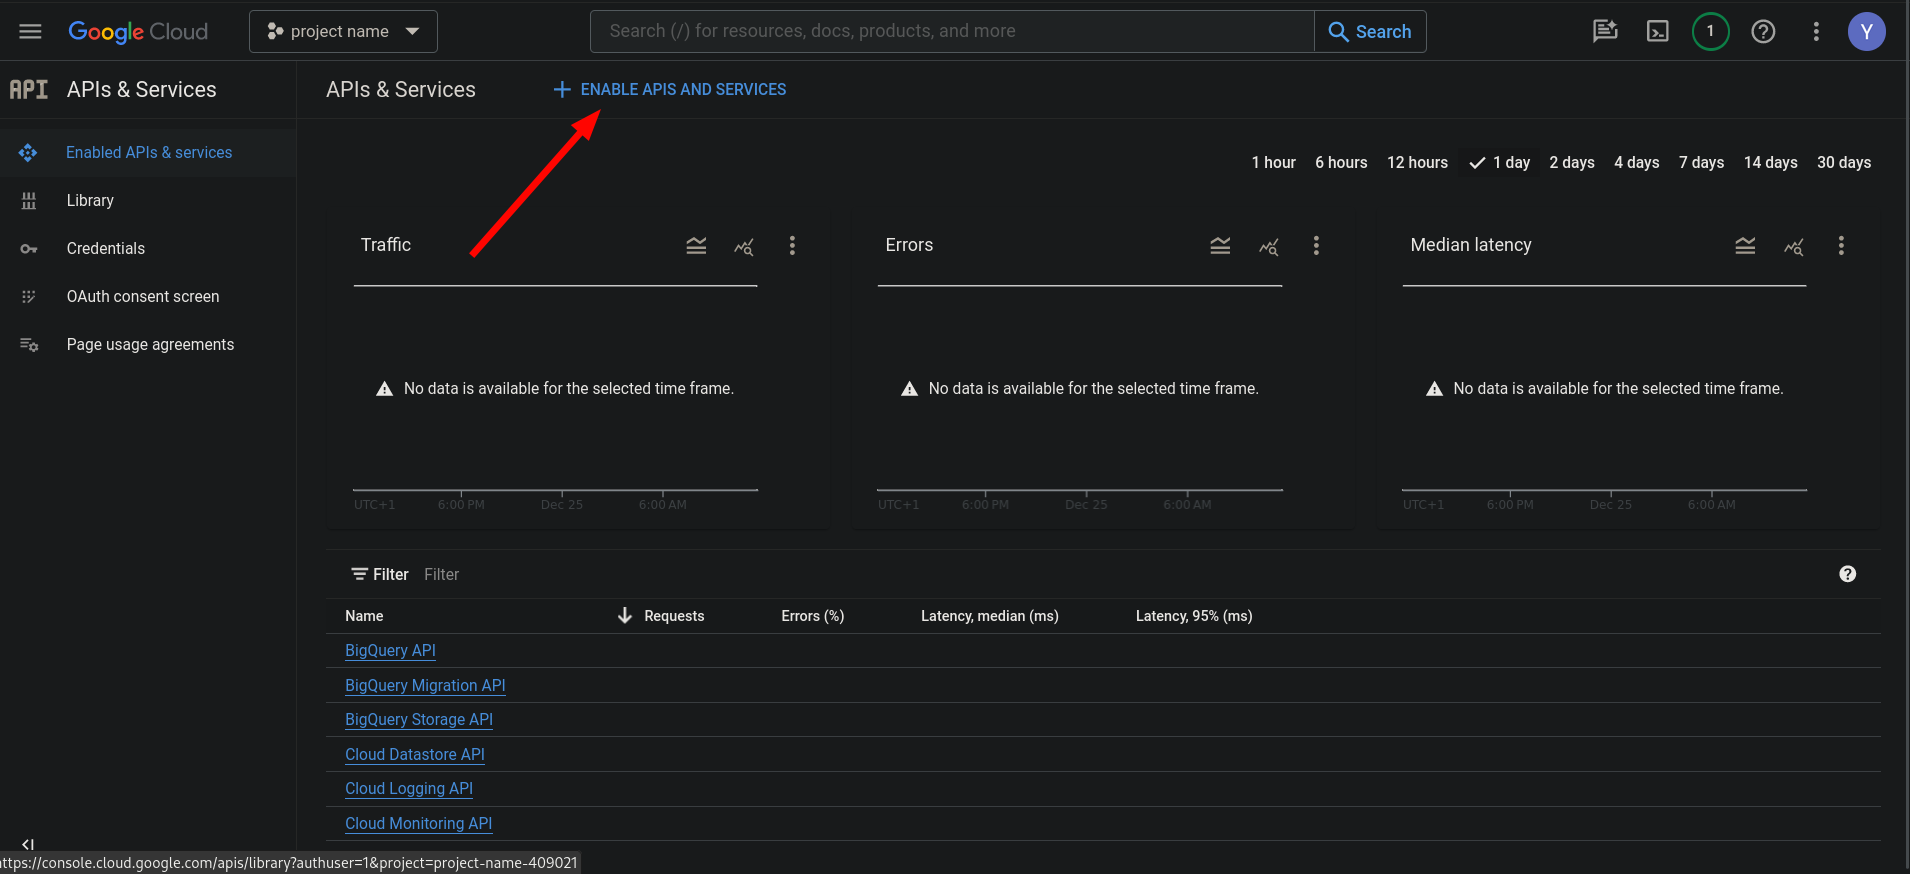 Google Cloud
project name
Search (/) for resources, docs, products, and more
Search
1
Y
API
APIs & Services
Enabled APIs & services
Library
Credentials
OAuth consent screen
Page usage agreements
APIs & Services
ENABLE APIS AND SERVICES
1 hour 6 hours 12 hours 1 day 2 days 4 days 7 days 14 days 30 days
Traffic
No data is available for the selected time frame.
UTC+1 6:00 PM Dec 25 6:00 AM
Errors
No data is available for the selected time frame.
UTC+1 6:00 PM Dec 25 6:00 AM
Median latency
No data is available for the selected time frame.
UTC+1 6:00 PM Dec 25 6:00 AM
Filter Filter
Name Requests Errors (%) Latency, median (ms) Latency, 95% (ms)
BigQuery API
BigQuery Migration API
BigQuery Storage API
Cloud Datastore API
Cloud Logging API
Cloud Monitoring API
ttps://console.cloud.google.com/apis/library?authuser=1&project=project-name-409021